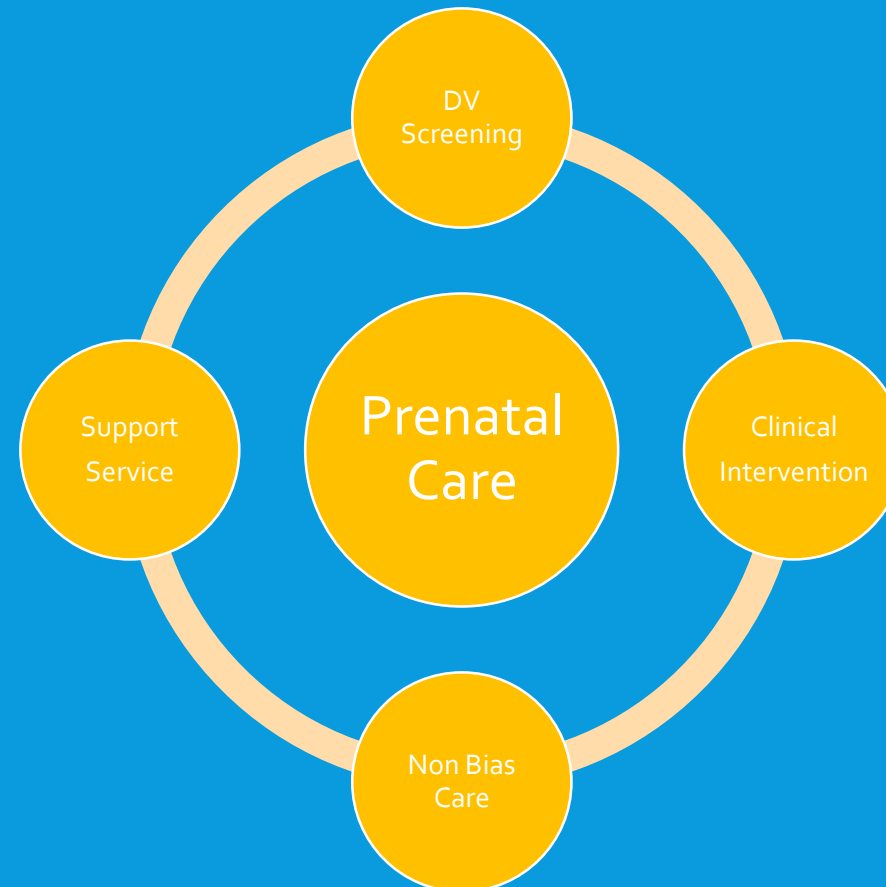 DV
Screening
Support
Service
Prenatal
Care
Clinical
Intervention
Non Bias
Care